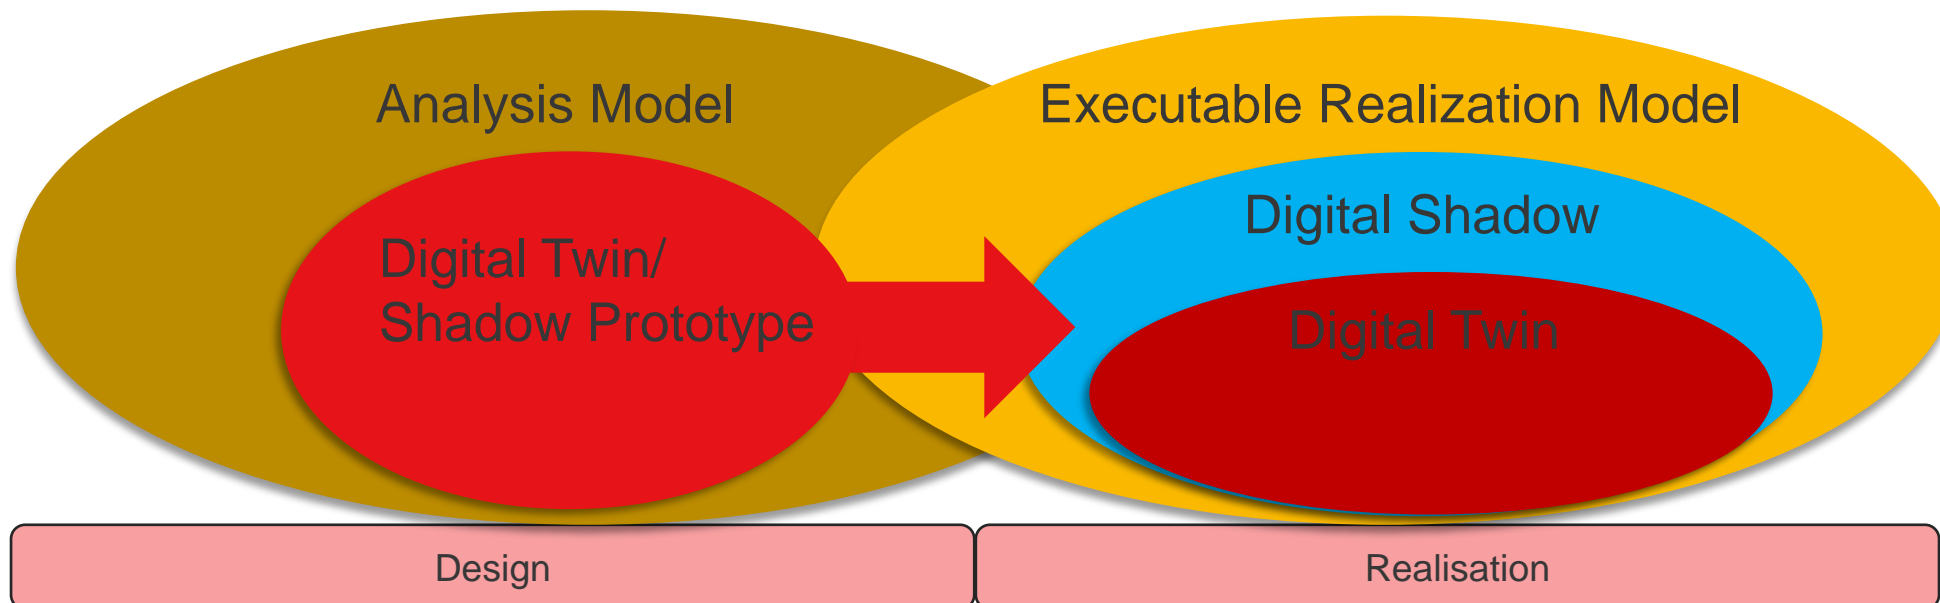 Analysis Model
Executable Realization Model
Digital Twin/
Shadow Prototype
Digital Shadow
Digital Twin
Design
Realisation